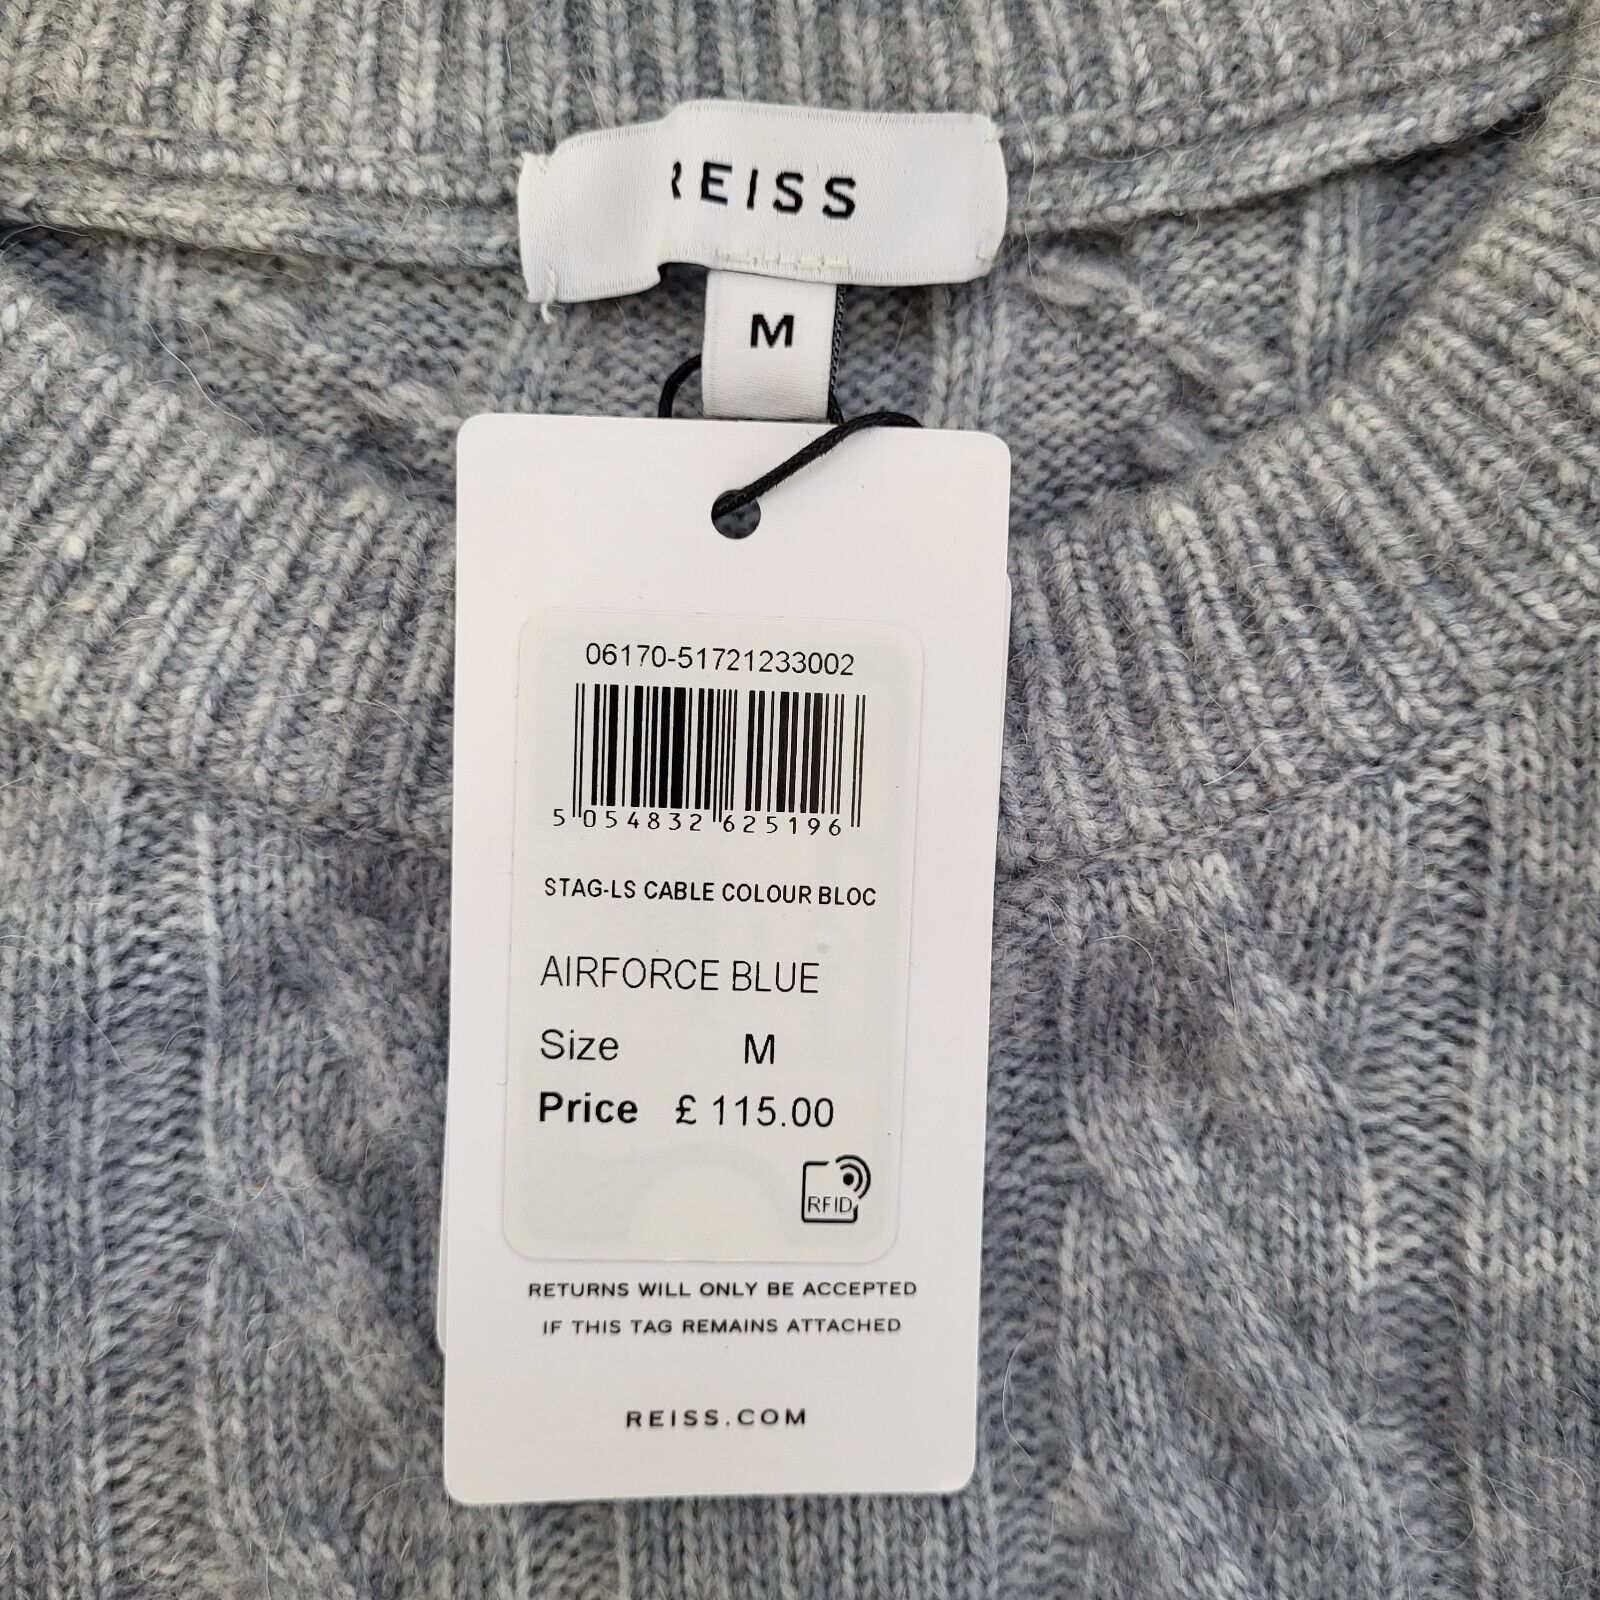 REISS
M
06170-51721233002
5 054832 625196
STAG-LS CABLE COLOUR BLOC
AIRFORCE BLUE
Size M
Price £ 115.00
RFID
RETURNS WILL ONLY BE ACCEPTED
IF THIS TAG REMAINS ATTACHED
REISS.COM